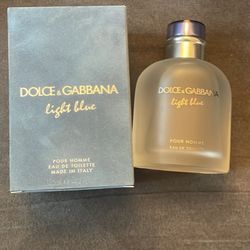 DOLCE & GABBANA
light blue
POUR HOMME
EAU DE TOILETTE
MADE IN ITALY
DOLCE & GABBANA
light blue
POUR HOMME
EAU DE TOILETTE